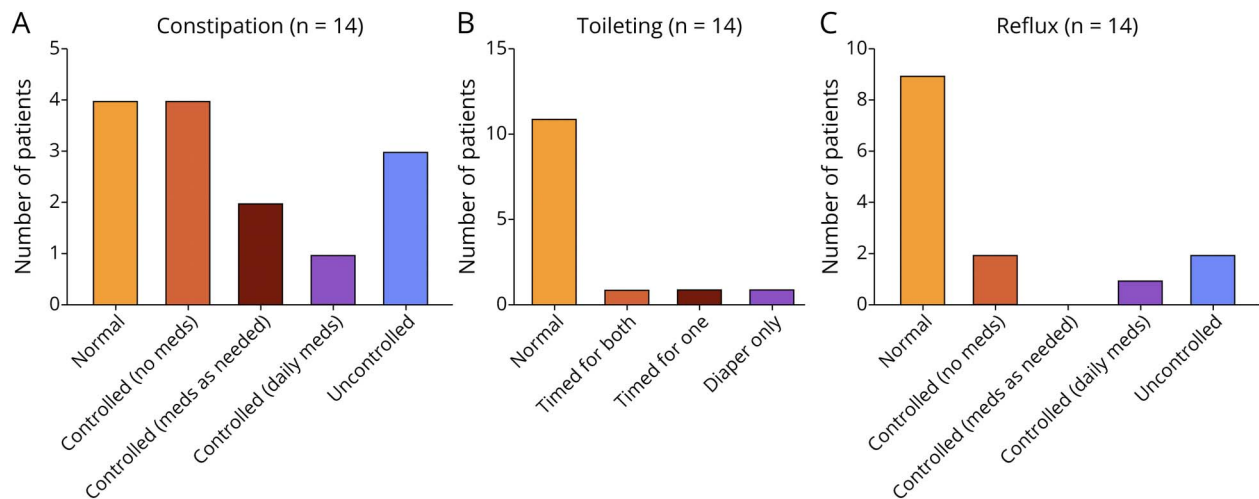 A
Constipation (n = 14)
Number of patients
5
4
3
2
1
0
Normal
Controlled (no meds)
Controlled (meds as needed)
Controlled (daily meds)
Uncontrolled
B
Toileting (n = 14)
Number of patients
15
10
5
0
Normal
Timed for both
Timed for one
Diaper only
C
Reflux (n = 14)
Number of patients
10
8
6
4
2
0
Normal
Controlled (no meds)
Controlled (meds as needed)
Controlled (daily meds)
Uncontrolled